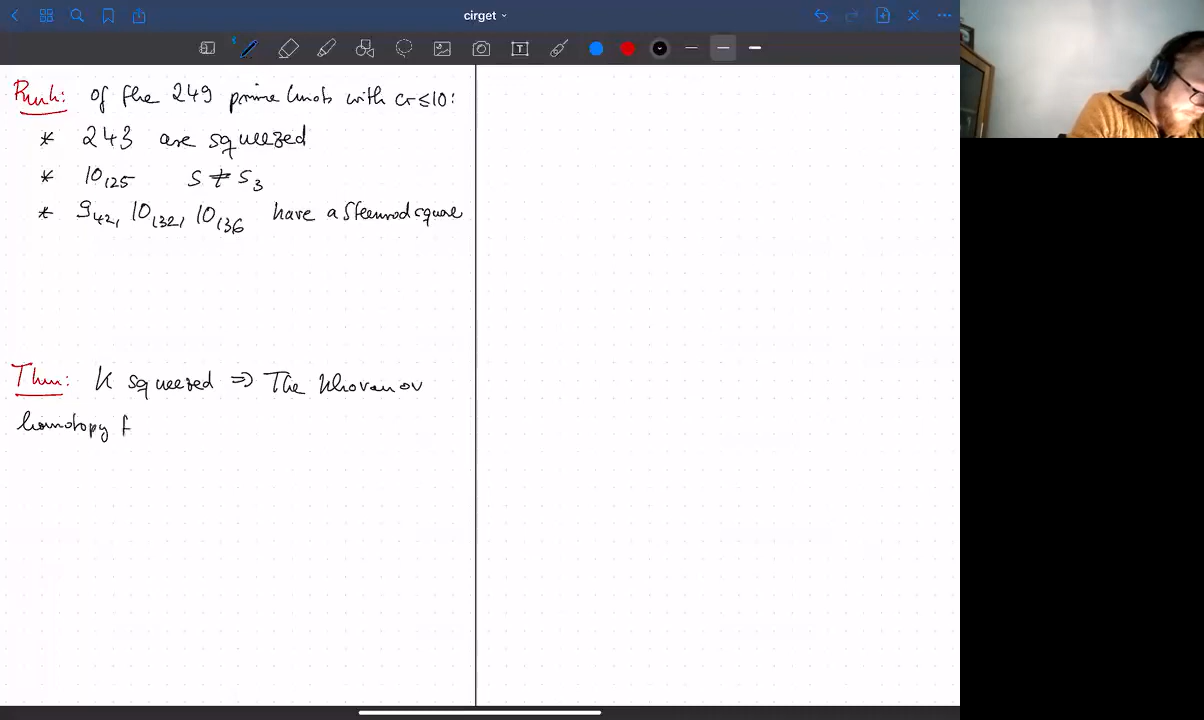 cirget
Rmk: of the 249 prime knots with cr ≤ 10:
* 243 are squeezed
* 10₁₂₅ s ≠ s₃
* 9₄₂, 10₁₃₂, 10₁₃₆ have a Steenrod square
Thm: K squeezed ⇒ The Khovanov
homotopy f